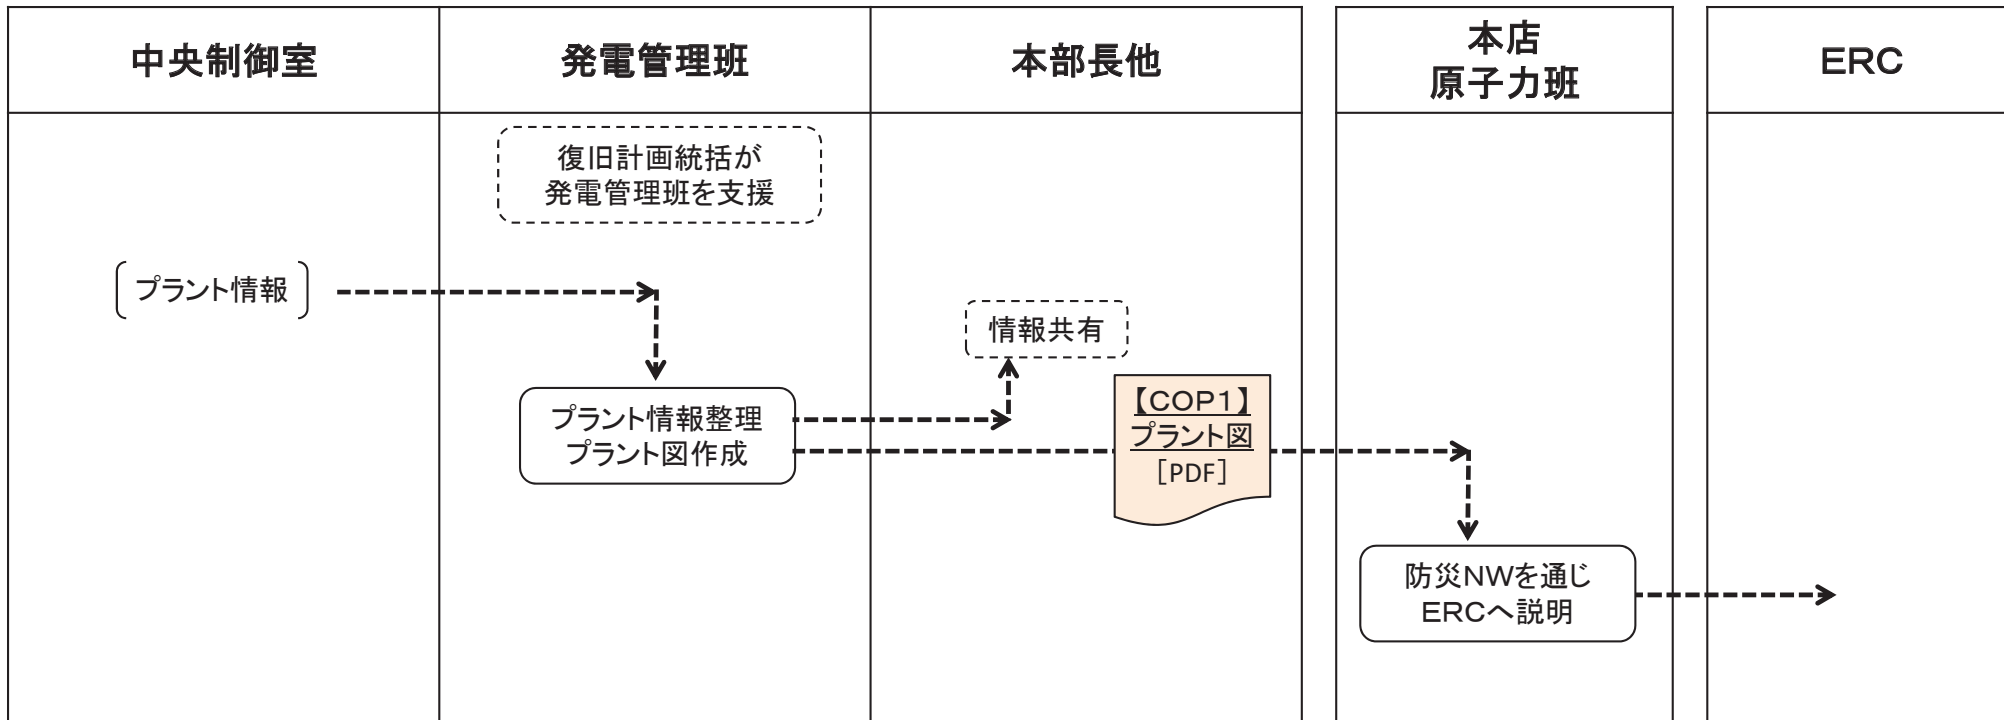 中央制御室
発電管理班
本部長他
本店
原子力班
ERC
復旧計画統括が
発電管理班を支援
プラント情報
情報共有
プラント情報整理
プラント図作成
【COP1】
プラント図
[PDF]
防災NWを通じ
ERCへ説明